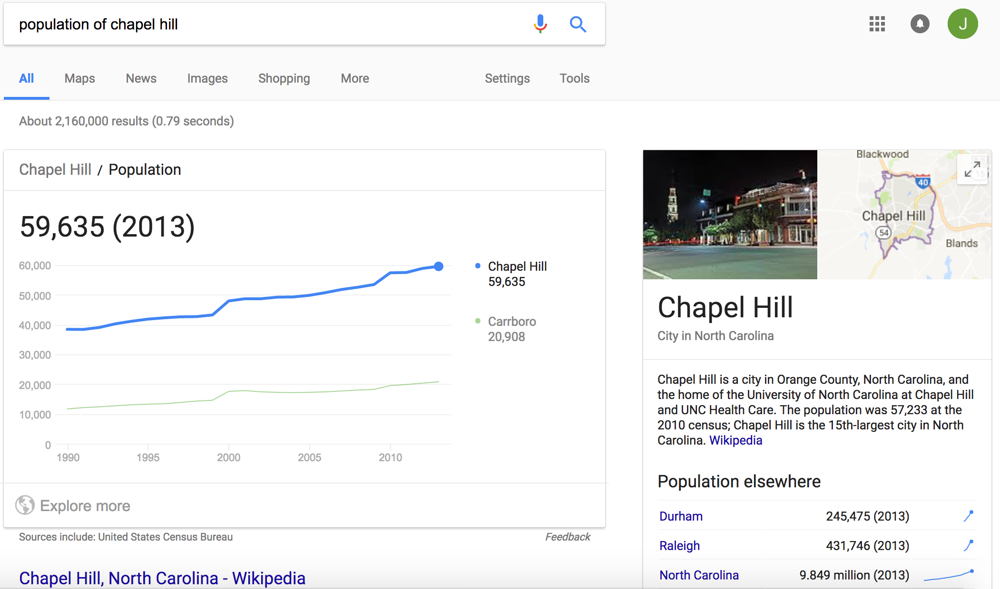 population of chapel hill
J
All
Maps
News
Images
Shopping
More
Settings
Tools
About 2,160,000 results (0.79 seconds)
Chapel Hill / Population
59,635 (2013)
60,000
50,000
40,000
30,000
20,000
10,000
0
1990
1995
2000
2005
2010
Chapel Hill
59,635
Carrboro
20,908
Explore more
Sources include: United States Census Bureau
Feedback
Chapel Hill, North Carolina - Wikipedia
Blackwood
40
Chapel Hill
54
Blands
15
Chapel Hill
City in North Carolina
Chapel Hill is a city in Orange County, North Carolina, and
the home of the University of North Carolina at Chapel Hill
and UNC Health Care. The population was 57,233 at the
2010 census; Chapel Hill is the 15th-largest city in North
Carolina. Wikipedia
Population elsewhere
Durham 245,475 (2013)
Raleigh 431,746 (2013)
North Carolina 9.849 million (2013)